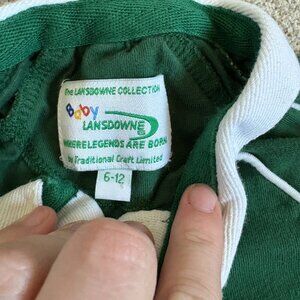 The LANSDOWNE COLLECTION
Baby
LANSDOWNE
WHERE LEGENDS ARE BORN
by Traditional Craft Limited
6-12